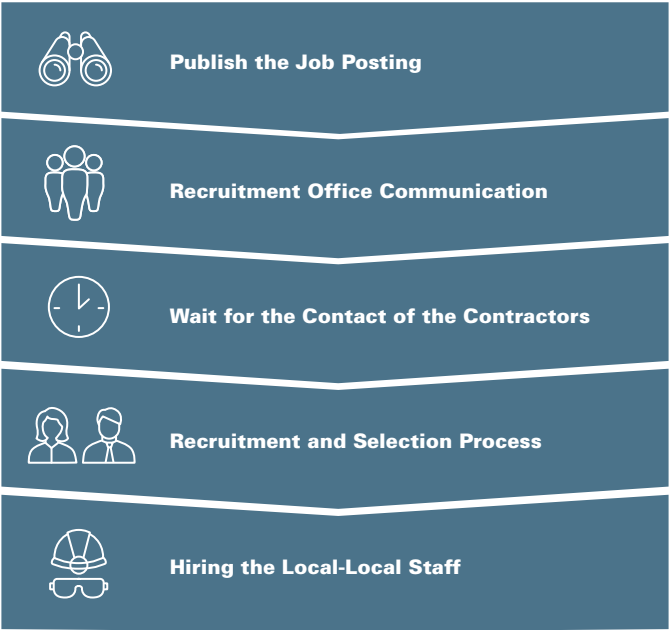 Publish the Job Posting
Recruitment Office Communication
Wait for the Contact of the Contractors
Recruitment and Selection Process
Hiring the Local-Local Staff